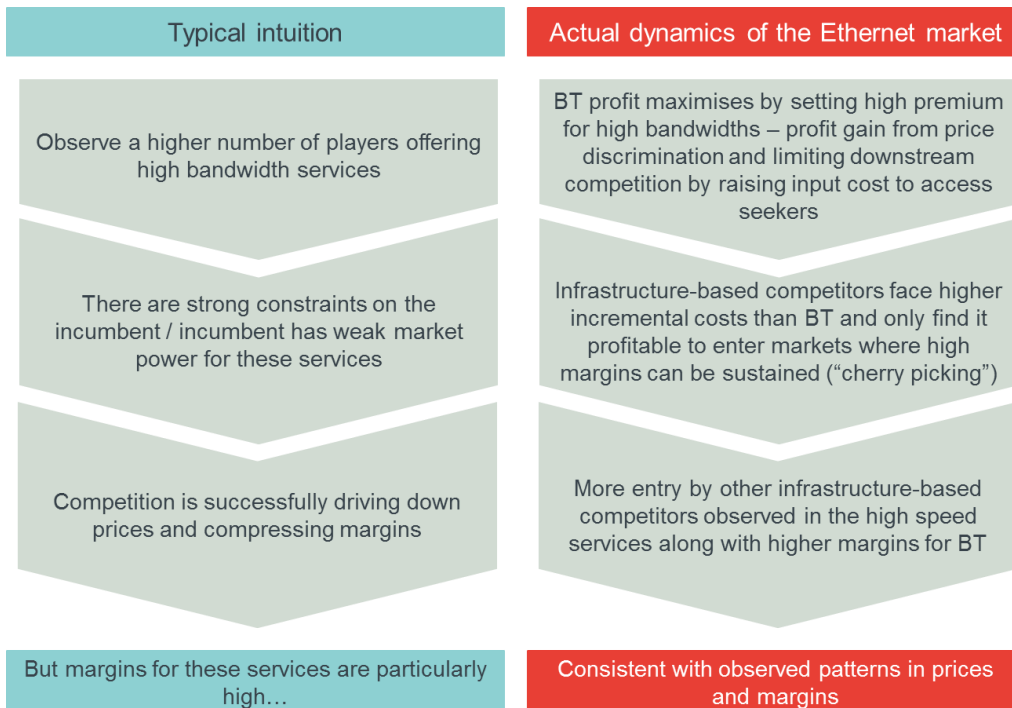 Typical intuition
Observe a higher number of players offering
high bandwidth services
There are strong constraints on the
incumbent / incumbent has weak market
power for these services
Competition is successfully driving down
prices and compressing margins
But margins for these services are particularly
high…
Actual dynamics of the Ethernet market
BT profit maximises by setting high premium
for high bandwidths – profit gain from price
discrimination and limiting downstream
competition by raising input cost to access
seekers
Infrastructure-based competitors face higher
incremental costs than BT and only find it
profitable to enter markets where high
margins can be sustained (“cherry picking”)
More entry by other infrastructure-based
competitors observed in the high speed
services along with higher margins for BT
Consistent with observed patterns in prices
and margins